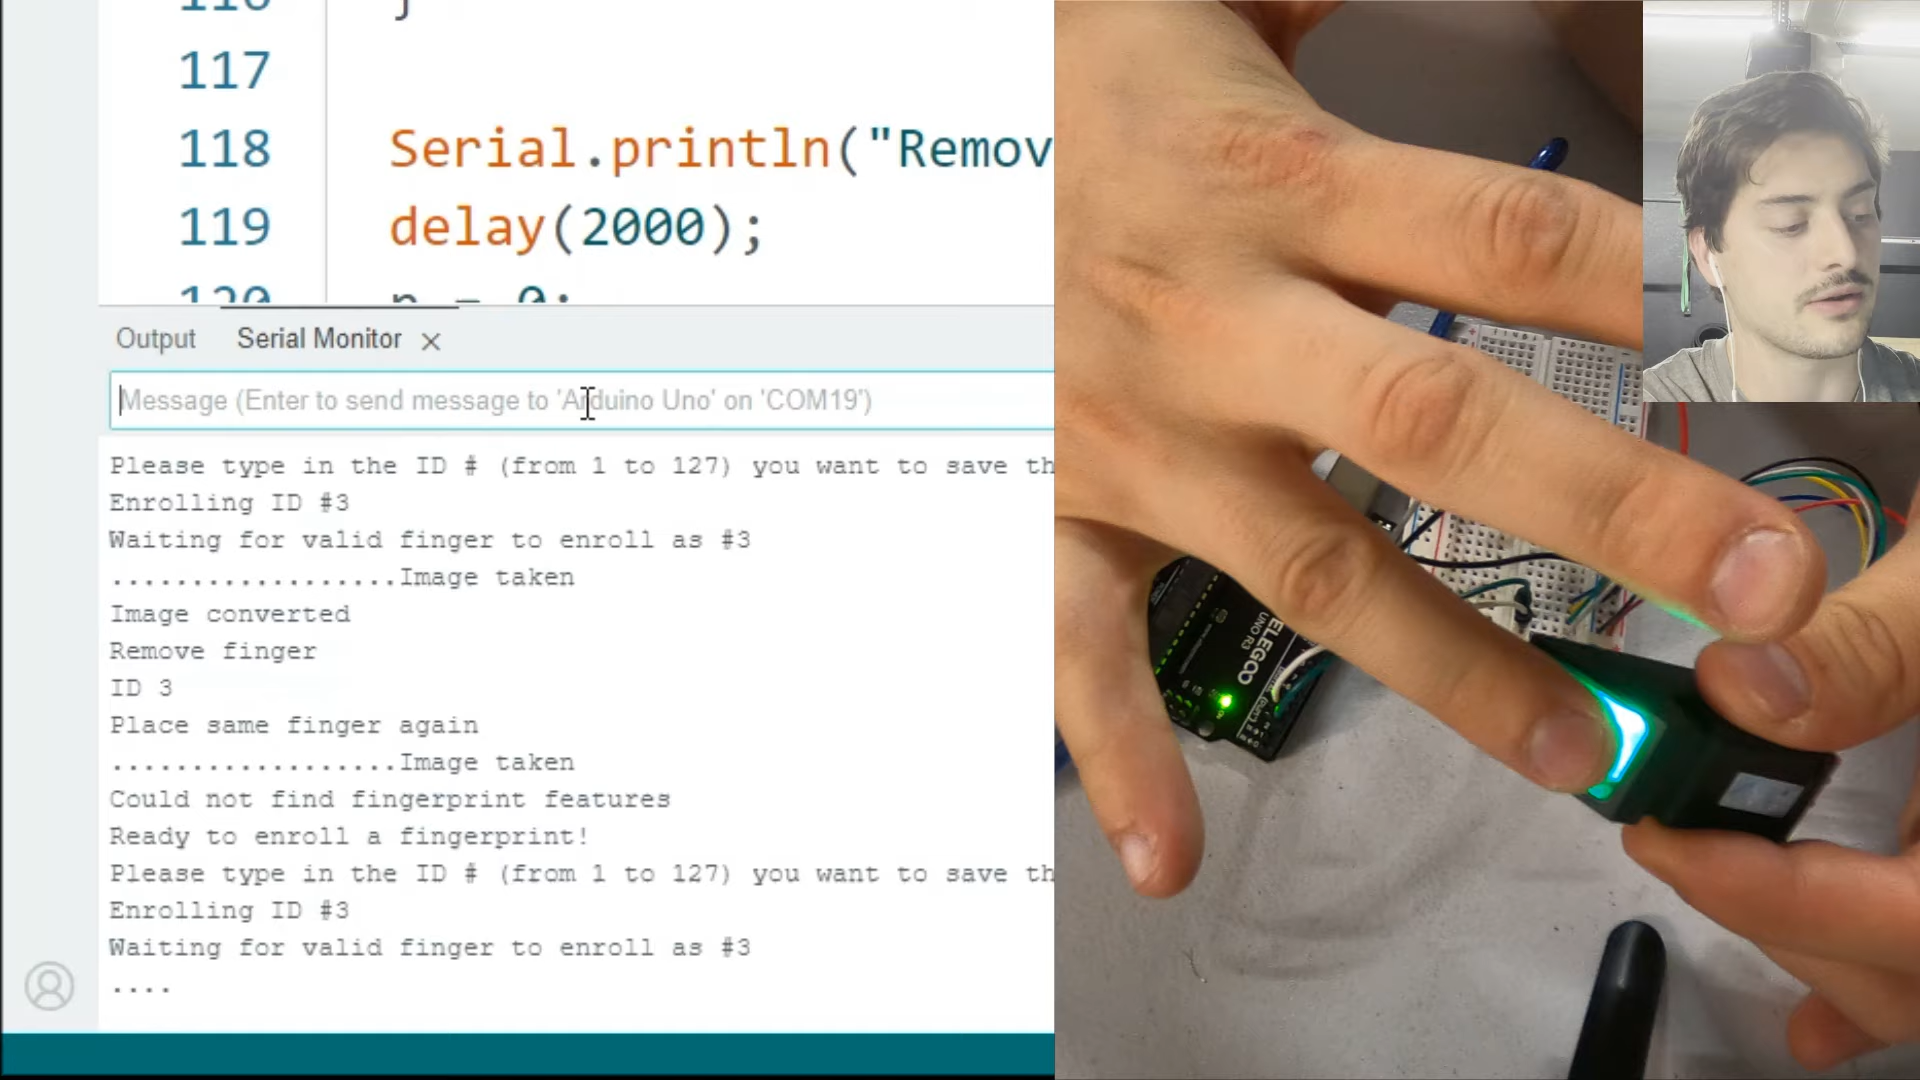 116 }
117
118 Serial.println("Remov
119 delay(2000);
120 p = 0;
Output Serial Monitor
Message (Enter to send message to 'Arduino Uno' on 'COM19')
Please type in the ID # (from 1 to 127) you want to save th
Enrolling ID #3
Waiting for valid finger to enroll as #3
..................Image taken
Image converted
Remove finger
ID 3
Place same finger again
..................Image taken
Could not find fingerprint features
Ready to enroll a fingerprint!
Please type in the ID # (from 1 to 127) you want to save th
Enrolling ID #3
Waiting for valid finger to enroll as #3
....
ELEGOO
UNO R3
ON